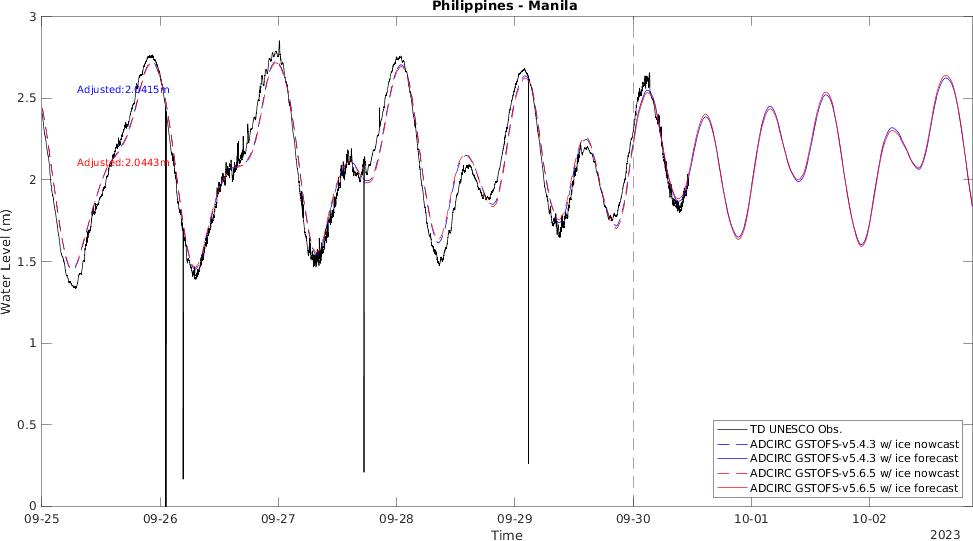 Philippines - Manila
3
2.5
2
1.5
1
0.5
0
Water Level (m)
Adjusted:2.0415m
Adjusted:2.0443m
TD UNESCO Obs.
ADCIRC GSTOFS-v5.4.3 w/ ice nowcast
ADCIRC GSTOFS-v5.4.3 w/ ice forecast
ADCIRC GSTOFS-v5.6.5 w/ ice nowcast
ADCIRC GSTOFS-v5.6.5 w/ ice forecast
09-25 09-26 09-27 09-28 09-29 09-30 10-01 10-02
Time
2023